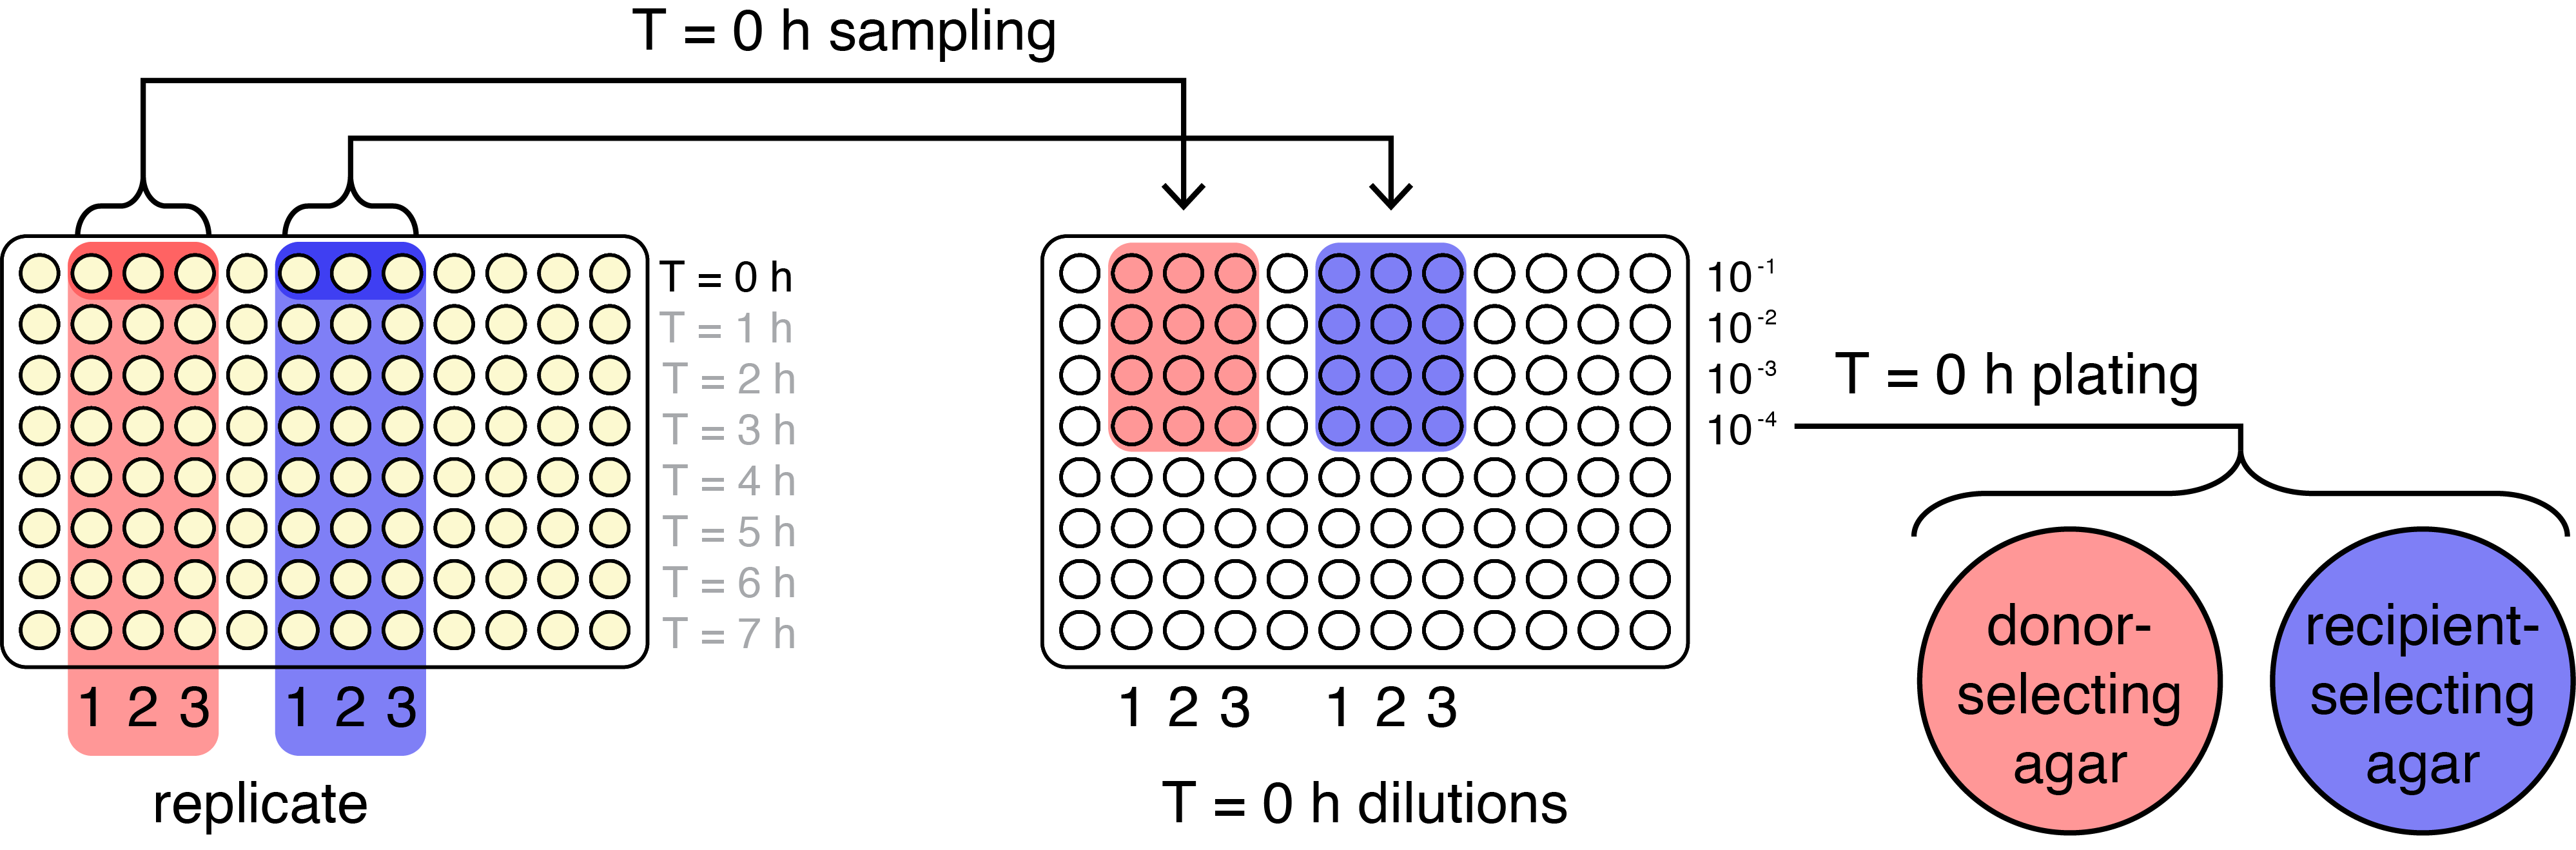 T = 0 h sampling
T = 0 h
T = 1 h
T = 2 h
T = 3 h
T = 4 h
T = 5 h
T = 6 h
T = 7 h
1 2 3 1 2 3
replicate
10⁻¹
10⁻²
10⁻³
10⁻⁴
1 2 3 1 2 3
T = 0 h dilutions
T = 0 h plating
donor-
selecting
agar
recipient-
selecting
agar